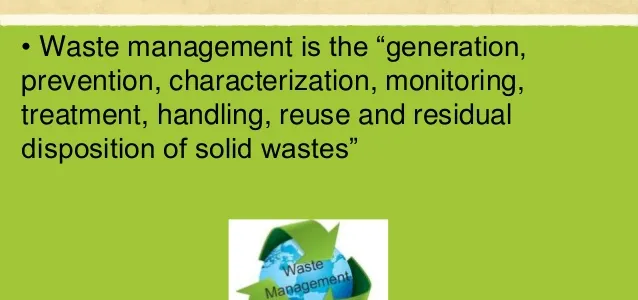 • Waste management is the “generation,
prevention, characterization, monitoring,
treatment, handling, reuse and residual
disposition of solid wastes”
Waste
Management